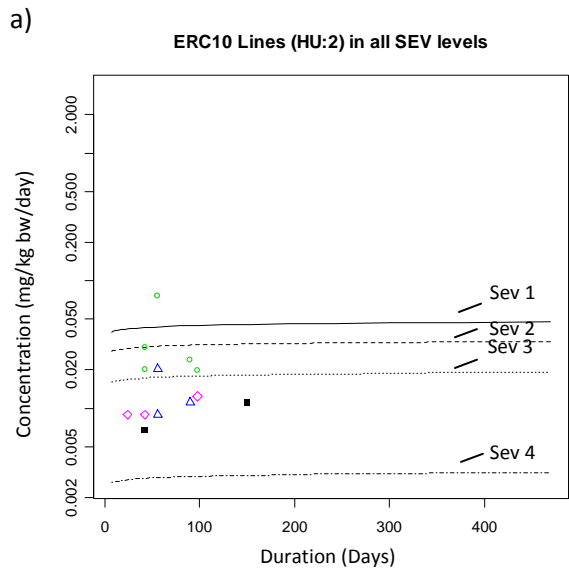 a)
ERC10 Lines (HU:2) in all SEV levels
Concentration (mg/kg bw/day)
2.000
0.500
0.200
0.050
0.020
0.005
0.002
Sev 1
Sev 2
Sev 3
Sev 4
0 100 200 300 400
Duration (Days)